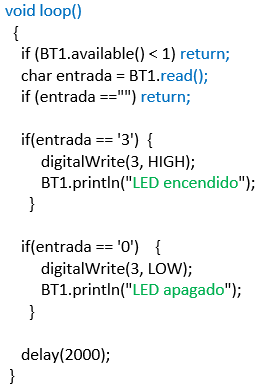 void loop()
{
if (BT1.available() < 1) return;
char entrada = BT1.read();
if (entrada =="") return;
if(entrada == '3') {
digitalWrite(3, HIGH);
BT1.println("LED encendido");
}
if(entrada == '0') {
digitalWrite(3, LOW);
BT1.println("LED apagado");
}
delay(2000);
}